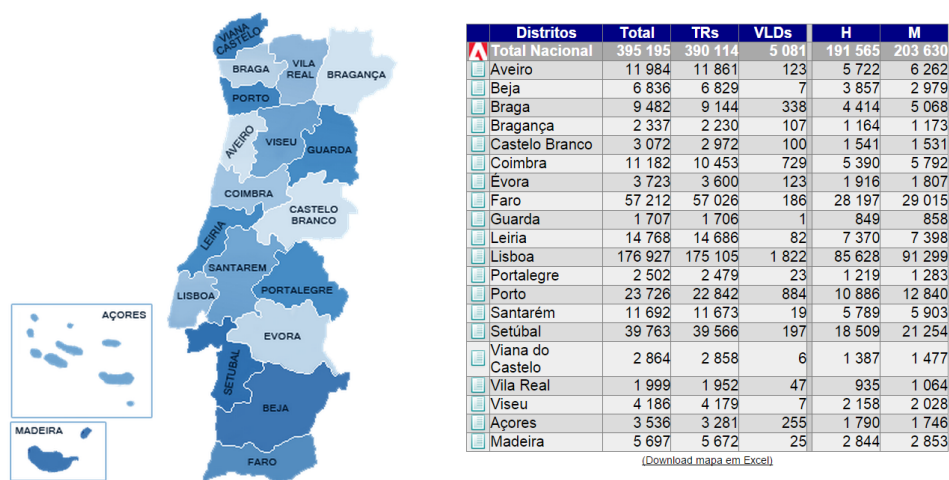 VIANA
CASTELO
BRAGA
VILA
REAL
BRAGANÇA
PORTO
AVEIRO
VISEU
GUARDA
COIMBRA
CASTELO
BRANCO
LEIRIA
SANTAREM
LISBOA
PORTALEGRE
EVORA
SETUBAL
BEJA
FARO
AÇORES
MADEIRA
Distritos Total TRs VLDs H M
Total Nacional 395 195 390 114 5 081 191 565 203 630
Aveiro 11 984 11 861 123 5 722 6 262
Beja 6 836 6 829 7 3 857 2 979
Braga 9 482 9 144 338 4 414 5 068
Bragança 2 337 2 230 107 1 164 1 173
Castelo Branco 3 072 2 972 100 1 541 1 531
Coimbra 11 182 10 453 729 5 390 5 792
Évora 3 723 3 600 123 1 916 1 807
Faro 57 212 57 026 186 28 197 29 015
Guarda 1 707 1 706 1 849 858
Leiria 14 768 14 686 82 7 370 7 398
Lisboa 176 927 175 105 1 822 85 628 91 299
Portalegre 2 502 2 479 23 1 219 1 283
Porto 23 726 22 842 884 10 886 12 840
Santarém 11 692 11 673 19 5 789 5 903
Setúbal 39 763 39 566 197 18 509 21 254
Viana do
Castelo 2 864 2 858 6 1 387 1 477
Vila Real 1 999 1 952 47 935 1 064
Viseu 4 186 4 179 7 2 158 2 028
Açores 3 536 3 281 255 1 790 1 746
Madeira 5 697 5 672 25 2 844 2 853
(Download mapa em Excel)